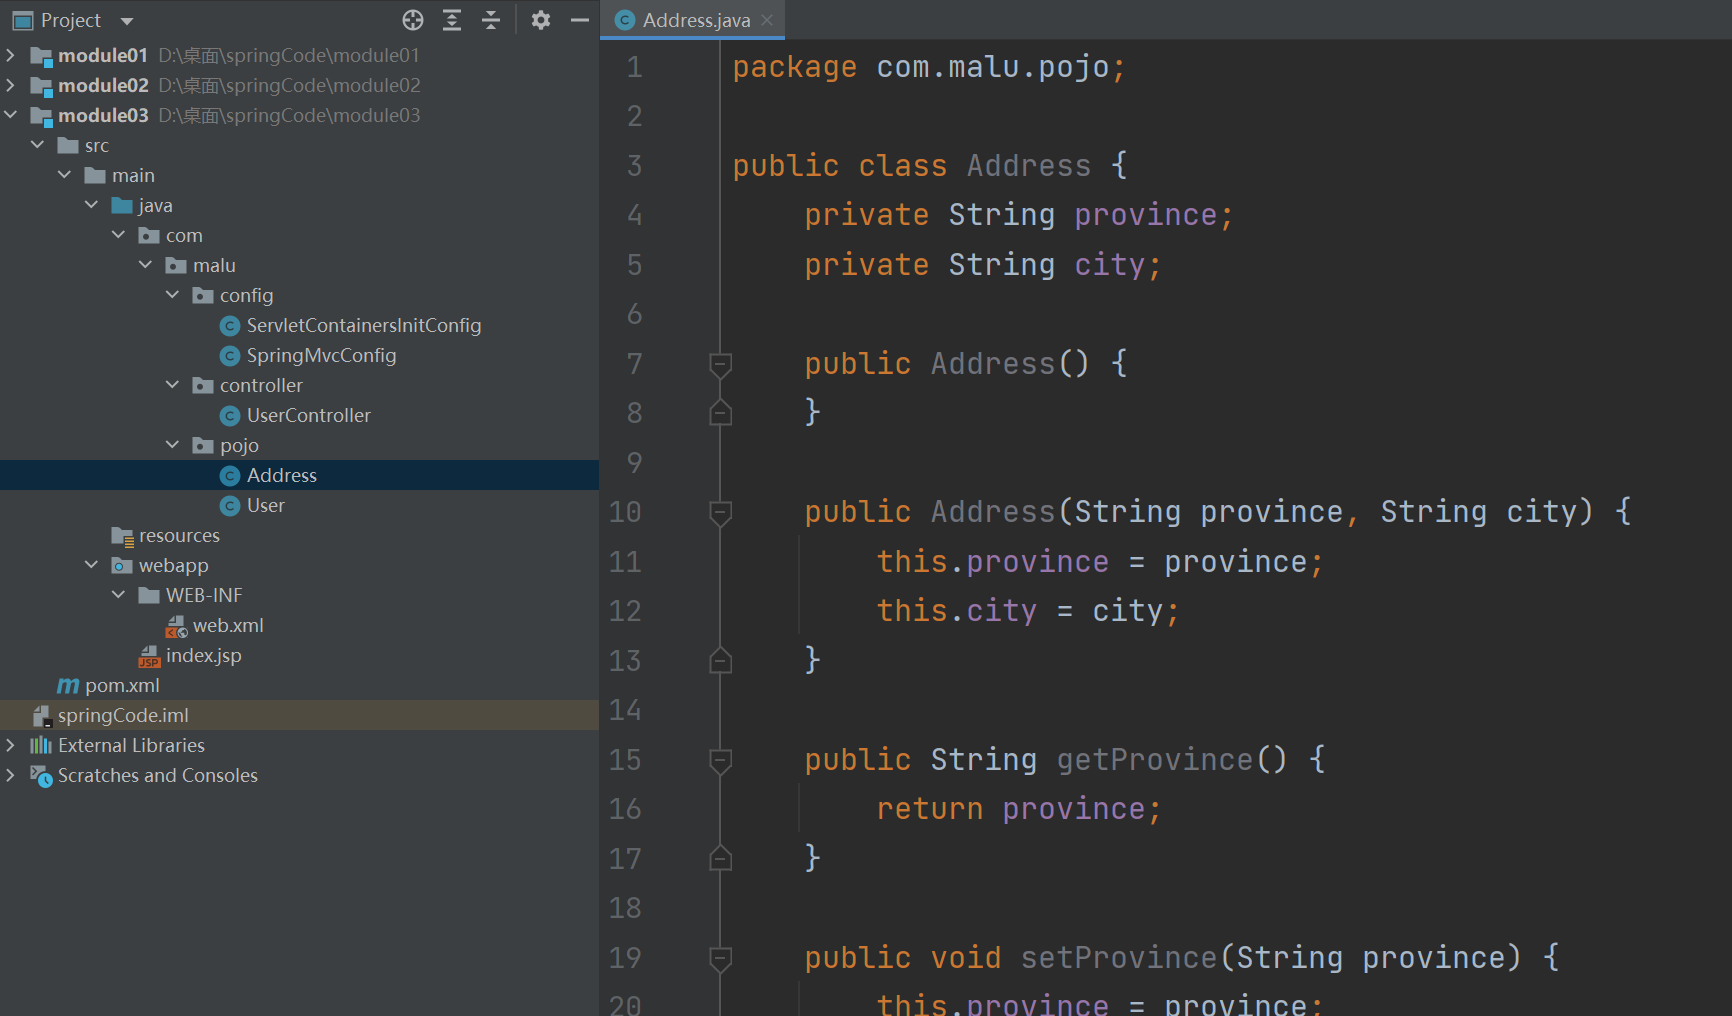 Project
module01 D:\桌面\springCode\module01
module02 D:\桌面\springCode\module02
module03 D:\桌面\springCode\module03
src
main
java
com
malu
config
ServletContainersInitConfig
SpringMvcConfig
controller
UserController
pojo
Address
User
resources
webapp
WEB-INF
web.xml
index.jsp
pom.xml
springCode.iml
External Libraries
Scratches and Consoles
Address.java
1 package com.malu.pojo;
2
3 public class Address {
4     private String province;
5     private String city;
6
7     public Address() {
8     }
9
10     public Address(String province, String city) {
11         this.province = province;
12         this.city = city;
13     }
14
15     public String getProvince() {
16         return province;
17     }
18
19     public void setProvince(String province) {
20         this.province = province;